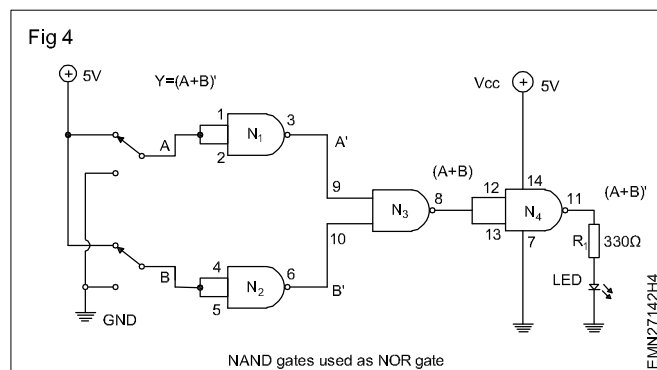 Fig 4
5V
Y=(A+B)'
Vcc
5V
A
1
2
N1
3
A'
9
10
N3
8
(A+B)
12
13
14
N4
7
11
(A+B)'
R1
330Ω
LED
B
4
5
N2
6
B'
GND
NAND gates used as NOR gate
EMN27142H4